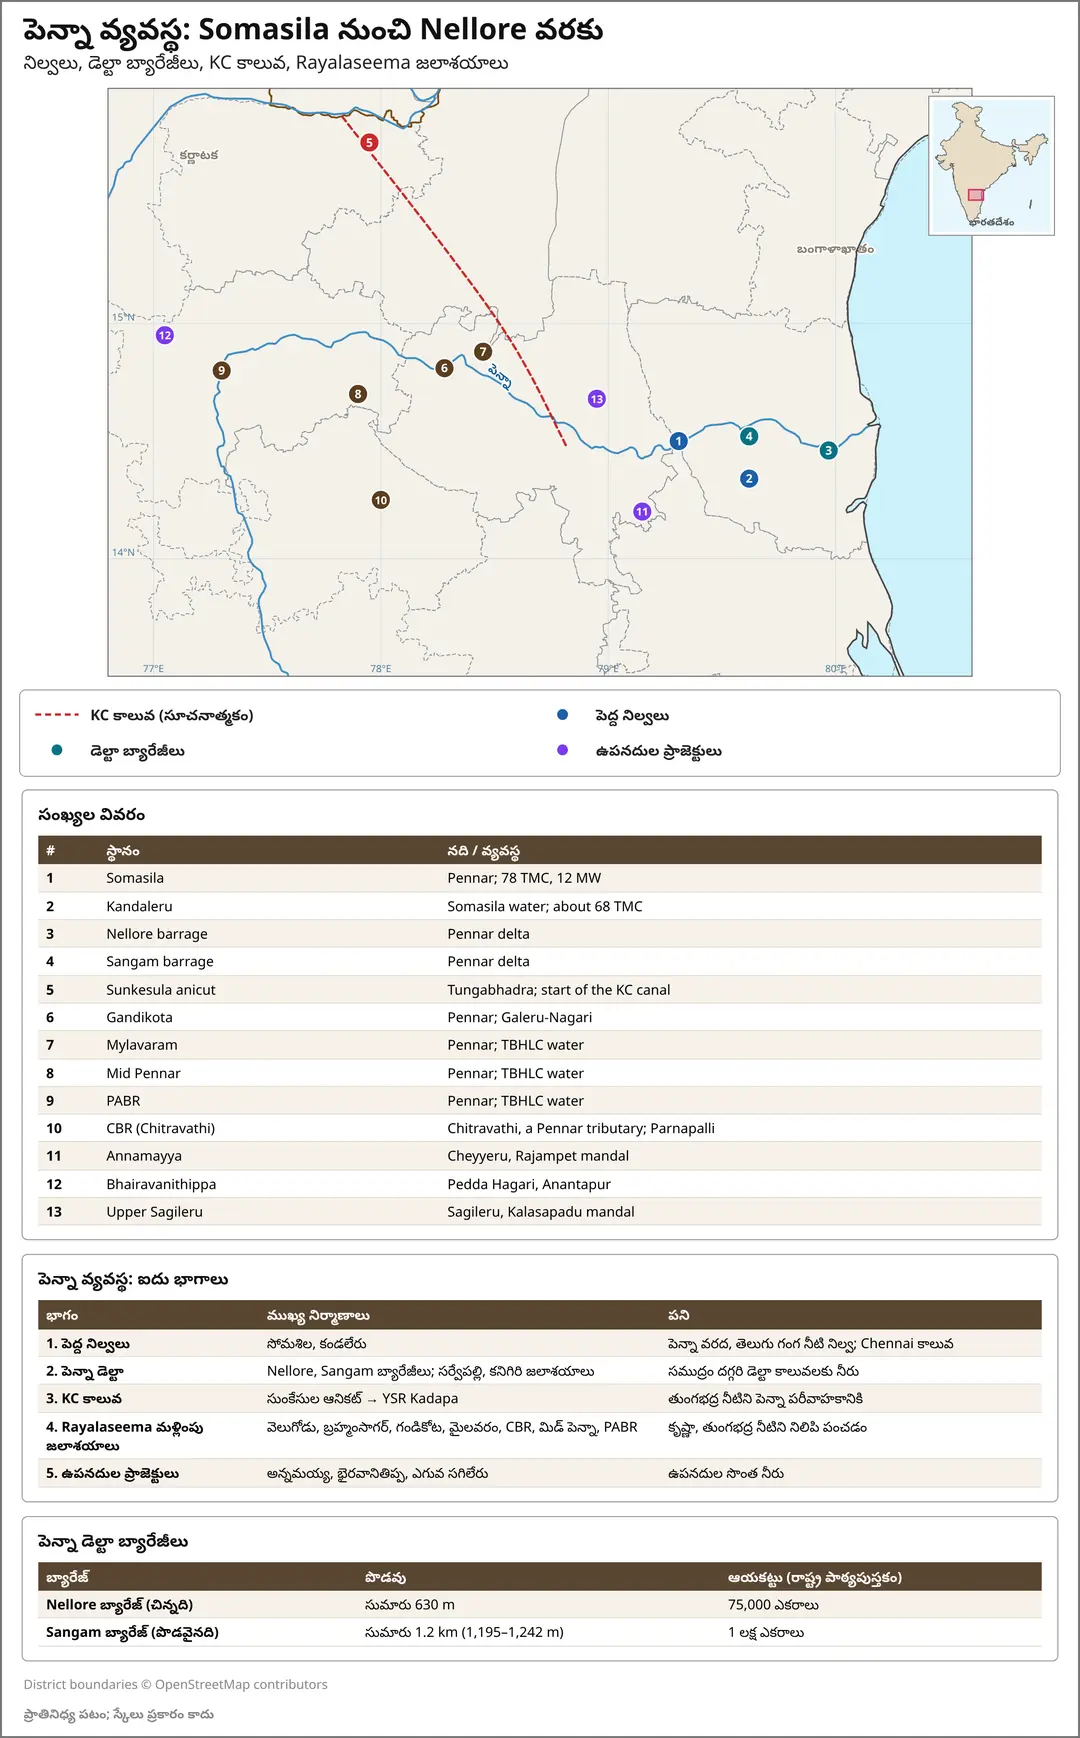 పెన్నా వ్యవస్థ: Somasila నుంచి Nellore వరకు
నిల్వలు, డెల్టా బ్యారేజీలు, KC కాలువ, Rayalaseema జలాశయాలు
కర్ణాటక
5
భారతదేశం
బంగాళాఖాతం
15°N
12
7
9
6
పెన్నా
8
13
1
4
3
2
10
11
14°N
77°E
78°E
79°E
80°E
KC కాలువ (సూచనాత్మకం)
పెద్ద నిల్వలు
డెల్టా బ్యారేజీలు
ఉపనదుల ప్రాజెక్టులు
సంఖ్యల వివరం
# స్థానం నది / వ్యవస్థ
1 Somasila Pennar; 78 TMC, 12 MW
2 Kandaleru Somasila water; about 68 TMC
3 Nellore barrage Pennar delta
4 Sangam barrage Pennar delta
5 Sunkesula anicut Tungabhadra; start of the KC canal
6 Gandikota Pennar; Galeru-Nagari
7 Mylavaram Pennar; TBHLC water
8 Mid Pennar Pennar; TBHLC water
9 PABR Pennar; TBHLC water
10 CBR (Chitravathi) Chitravathi, a Pennar tributary; Parnapalli
11 Annamayya Cheyyeru, Rajampet mandal
12 Bhairavanithippa Pedda Hagari, Anantapur
13 Upper Sagileru Sagileru, Kalasapadu mandal
పెన్నా వ్యవస్థ: ఐదు భాగాలు
భాగం ముఖ్య నిర్మాణాలు పని
1. పెద్ద నిల్వలు సోమశిల, కండలేరు పెన్నా వరద, తెలుగు గంగ నీటి నిల్వ; Chennai కాలువ
2. పెన్నా డెల్టా Nellore, Sangam బ్యారేజీలు; సర్వేపల్లి, కనిగిరి జలాశయాలు సముద్రం దగ్గరి డెల్టా కాలువలకు నీరు
3. KC కాలువ సుంకేసుల ఆనికట్ → YSR Kadapa తుంగభద్ర నీటిని పెన్నా పరీవాహకానికి
4. Rayalaseema మళ్లింపు వెలుగోడు, బ్రహ్మంసాగర్, గండికోట, మైలవరం, CBR, మిడ్ పెన్నా, PABR కృష్ణా, తుంగభద్ర నీటిని నిలిపి పంచడం
జలాశయాలు
5. ఉపనదుల ప్రాజెక్టులు అన్నమయ్య, భైరవానితిప్ప, ఎగువ సగిలేరు ఉపనదుల సొంత నీరు
పెన్నా డెల్టా బ్యారేజీలు
బ్యారేజ్ పొడవు ఆయకట్టు (రాష్ట్ర పాఠ్యపుస్తకం)
Nellore బ్యారేజ్ (చిన్నది) సుమారు 630 m 75,000 ఎకరాలు
Sangam బ్యారేజ్ (పొడవైనది) సుమారు 1.2 km (1,195–1,242 m) 1 లక్ష ఎకరాలు
District boundaries © OpenStreetMap contributors
ప్రాతినిధ్య పటం; స్కేలు ప్రకారం కాదు